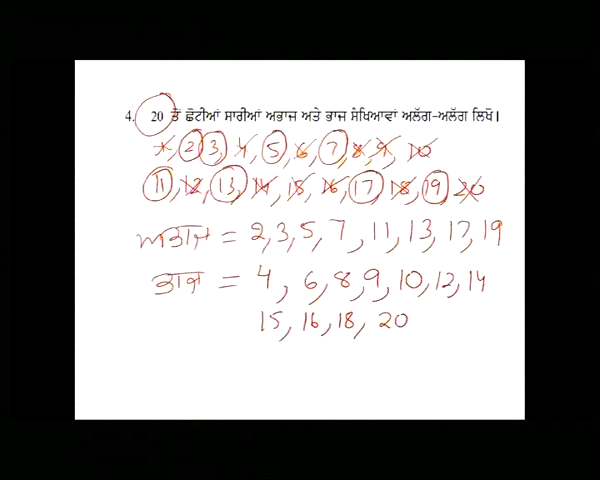 4. 20 ਤੋਂ ਛੋਟੀਆਂ ਸਾਰੀਆਂ ਅਭਾਜ ਅਤੇ ਭਾਜ ਸੰਖਿਆਵਾਂ ਅਲੱਗ-ਅਲੱਗ ਲਿਖੋ।
1, 2, 3, 4, 5, 6, 7, 8, 9, 10
11, 12, 13, 14, 15, 16, 17, 18, 19, 20
ਅਭਾਜ = 2, 3, 5, 7, 11, 13, 17, 19
ਭਾਜ = 4, 6, 8, 9, 10, 12, 14
15, 16, 18, 20